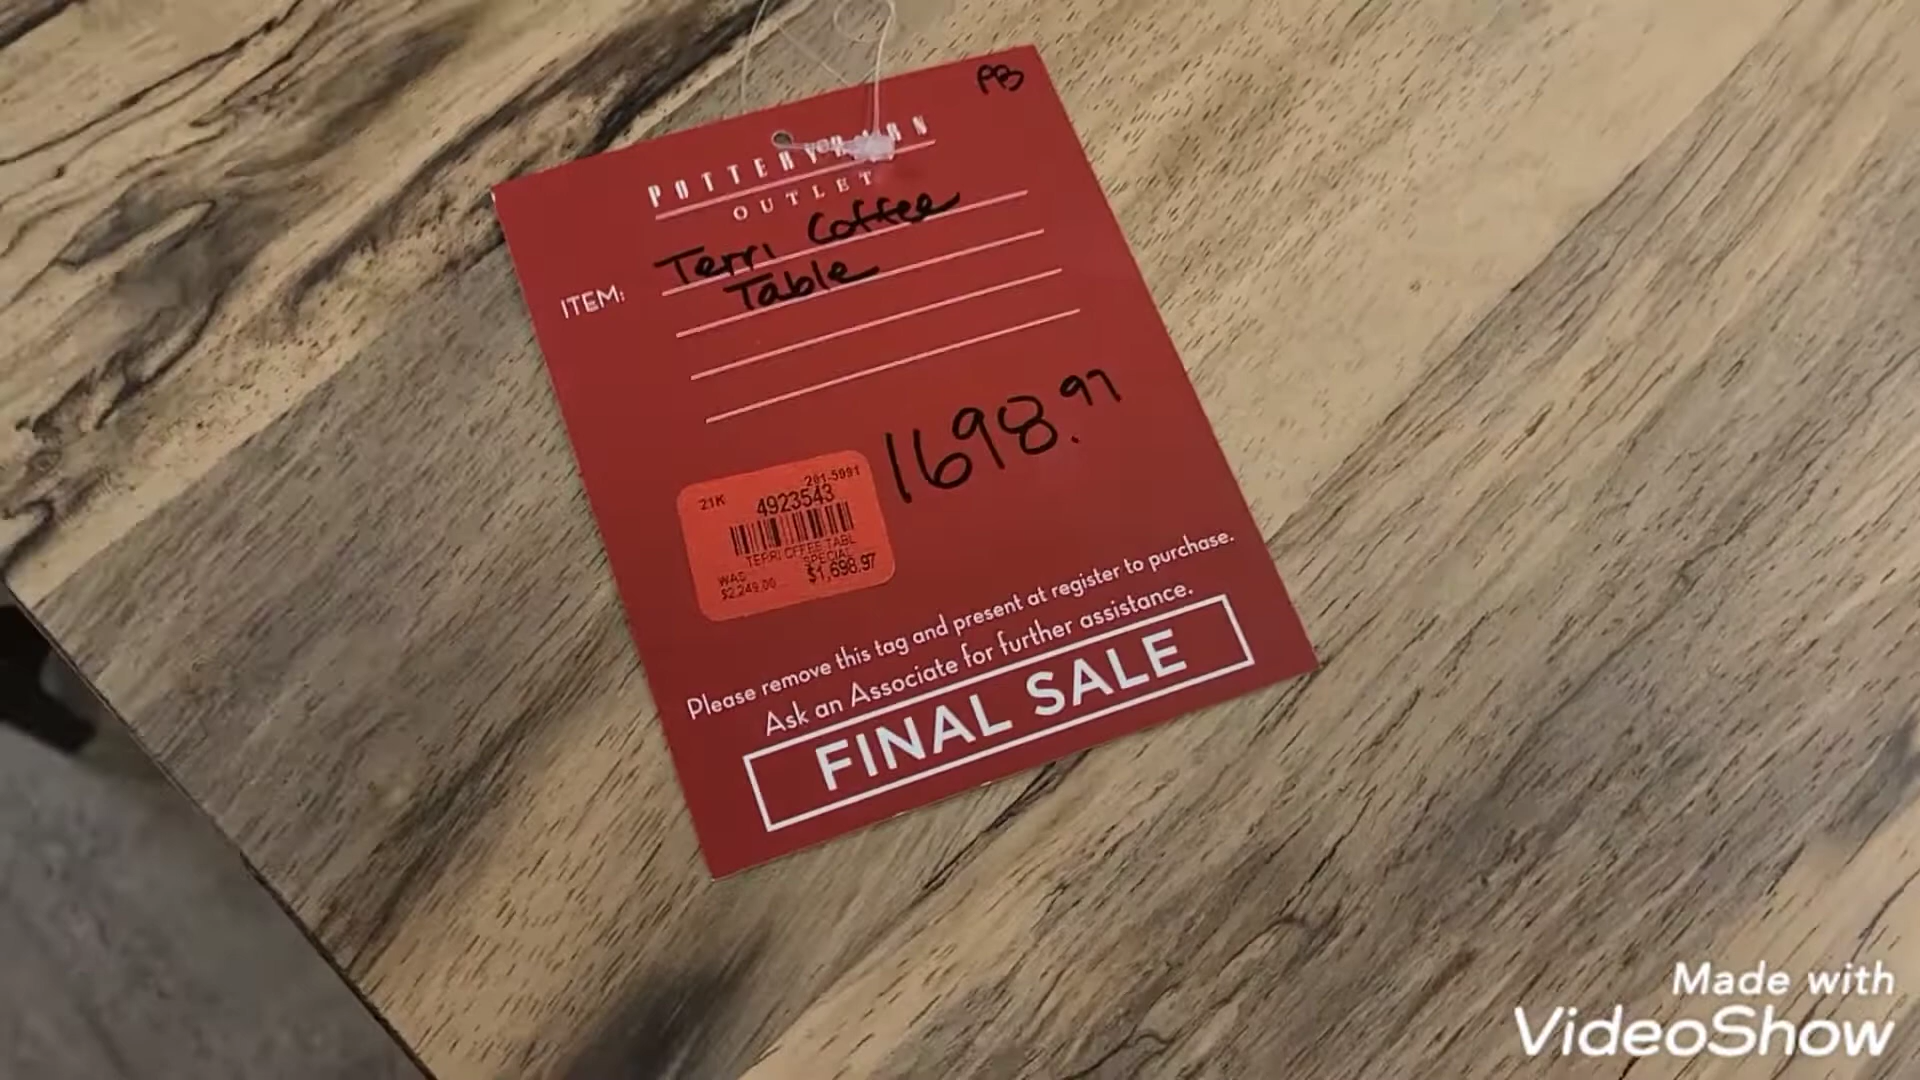 PB
POTTERY BARN
OUTLET
Terri Coffee
ITEM:
Table
1698.97
21K
291-5991
4923543
TERRI CFFEE TABL
WAS SPECIAL
$2,249.00 $1,698.97
Please remove this tag and present at register to purchase.
Ask an Associate for further assistance.
FINAL SALE
Made with
VideoShow